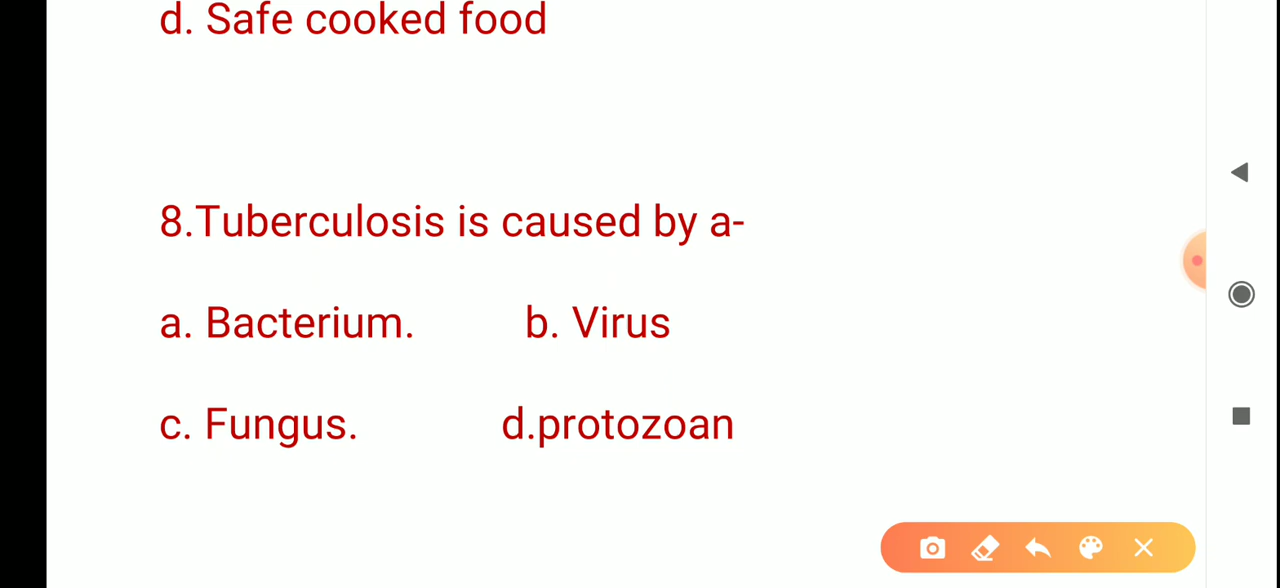 d. Safe cooked food
8.Tuberculosis is caused by a-
a. Bacterium. b. Virus
c. Fungus. d.protozoan